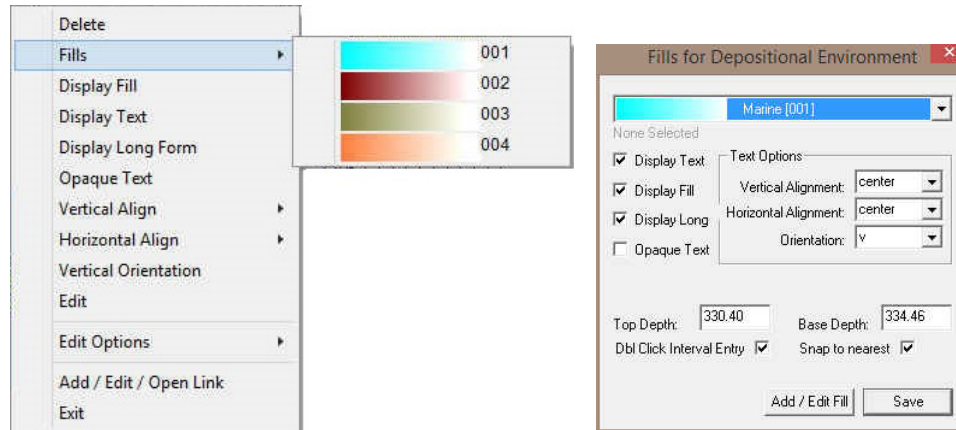 Delete
Fills
Display Fill
Display Text
Display Long Form
Opaque Text
Vertical Align
Horizontal Align
Vertical Orientation
Edit
Edit Options
Add / Edit / Open Link
Exit
001
002
003
004
Fills for Depositional Environment
Marine [001]
None Selected
Display Text
Display Fill
Display Long
Opaque Text
Text Options
Vertical Alignment: center
Horizontal Alignment: center
Orientation: v
Top Depth: 330.40 Base Depth: 334.46
Dbl Click Interval Entry Snap to nearest
Add / Edit Fill Save